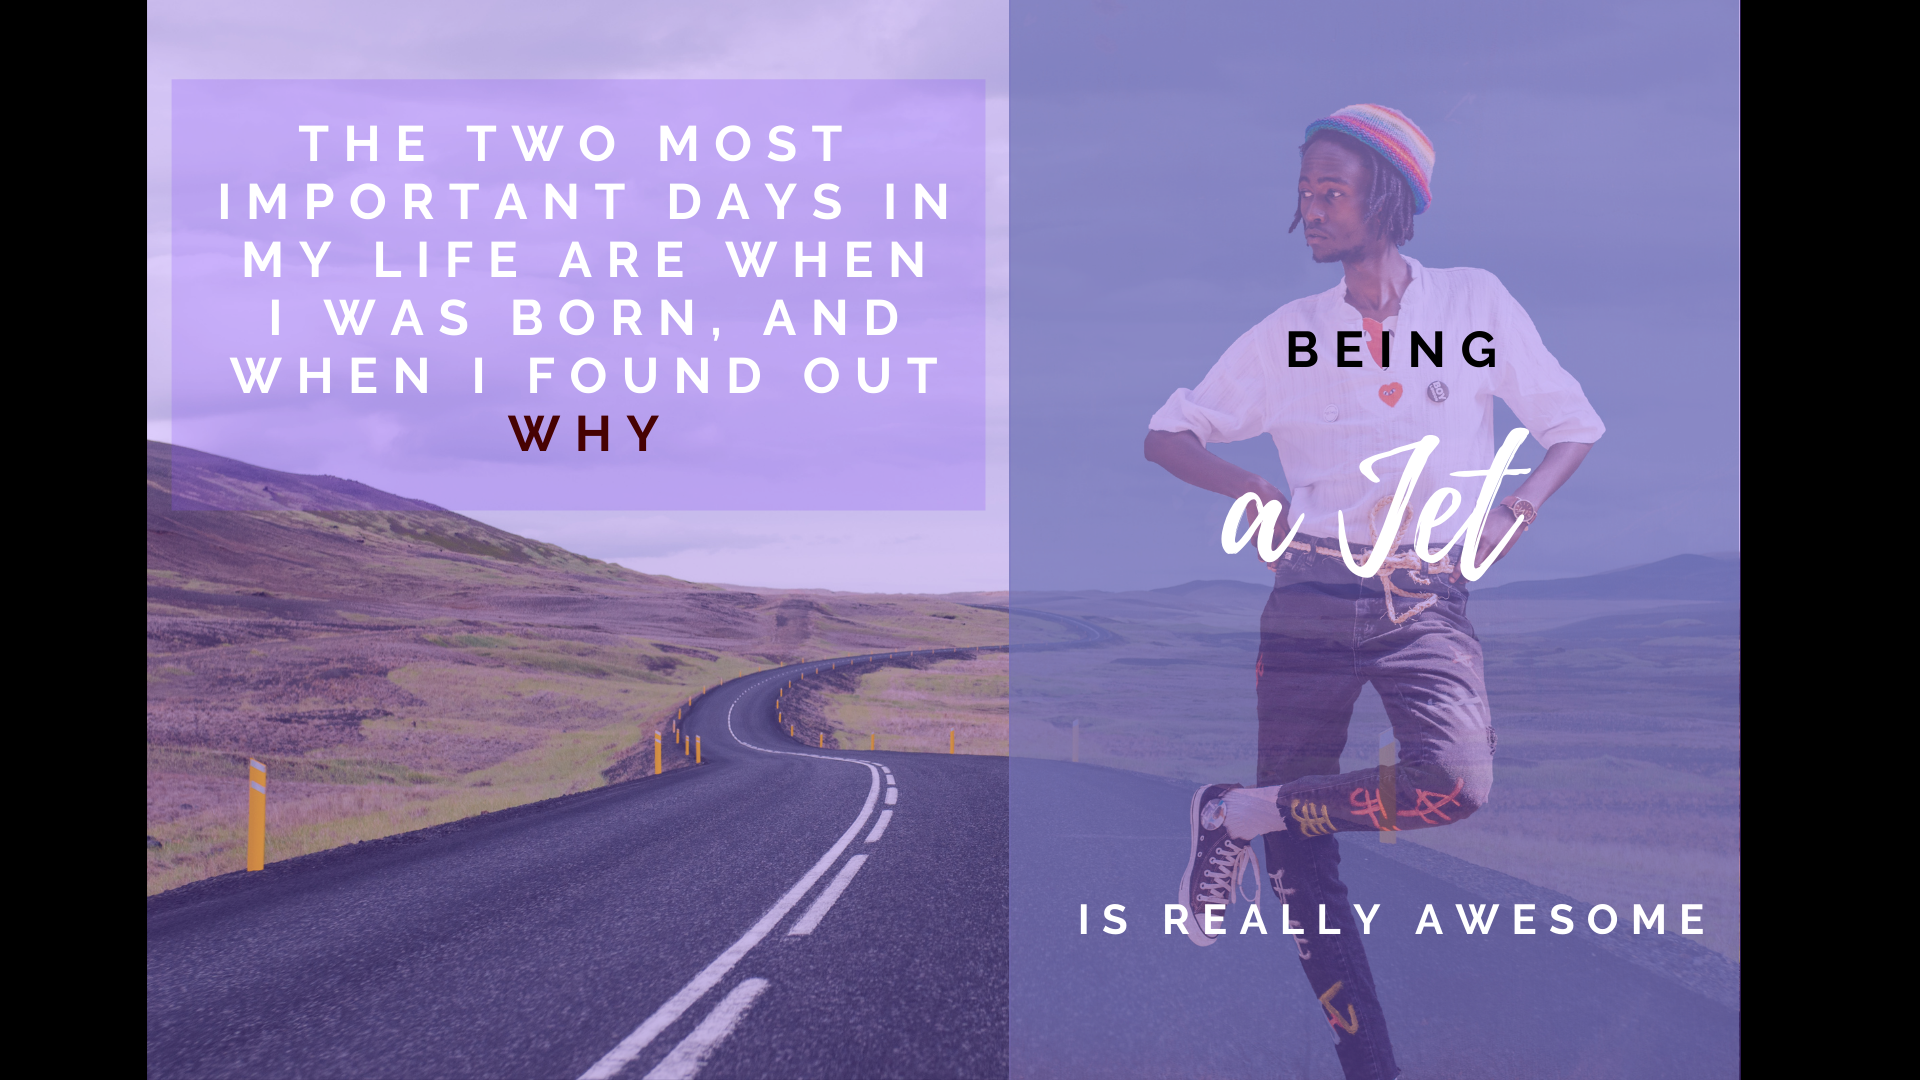 THE TWO MOST
IMPORTANT DAYS IN
MY LIFE ARE WHEN
I WAS BORN, AND
WHEN I FOUND OUT
WHY
BEING
a Jet
IS REALLY AWESOME